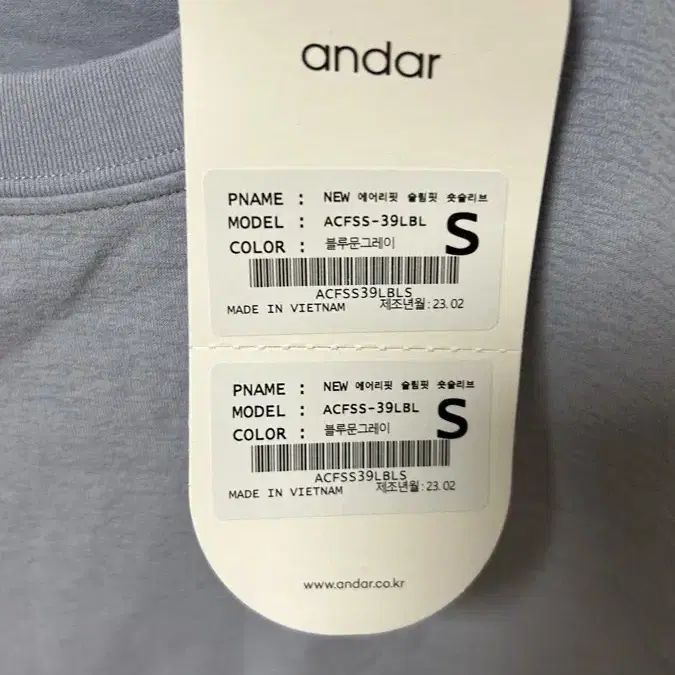 andar
PNAME : NEW 에어리핏 슬림핏 숏슬리브
MODEL : ACFSS-39LBL
COLOR : 블루문그레이
S
ACFSS39LBLS
MADE IN VIETNAM 제조년월 : 23. 02
PNAME : NEW 에어리핏 슬림핏 숏슬리브
MODEL : ACFSS-39LBL
COLOR : 블루문그레이
S
ACFSS39LBLS
MADE IN VIETNAM 제조년월 : 23. 02
www.andar.co.kr